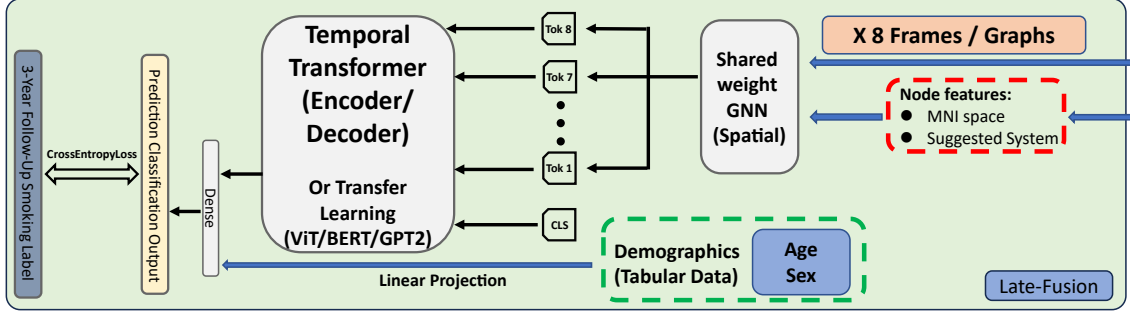 3-Year Follow-Up Smoking Label
CrossEntropyLoss
Prediction Classification Output
Dense
Temporal
Transformer
(Encoder/
Decoder)
Or Transfer
Learning
(ViT/BERT/GPT2)
Tok 8
Tok 7
Tok 1
CLS
Shared
weight
GNN
(Spatial)
X 8 Frames / Graphs
Node features:
● MNI space
● Suggested System
Linear Projection
Demographics
(Tabular Data)
Age
Sex
Late-Fusion